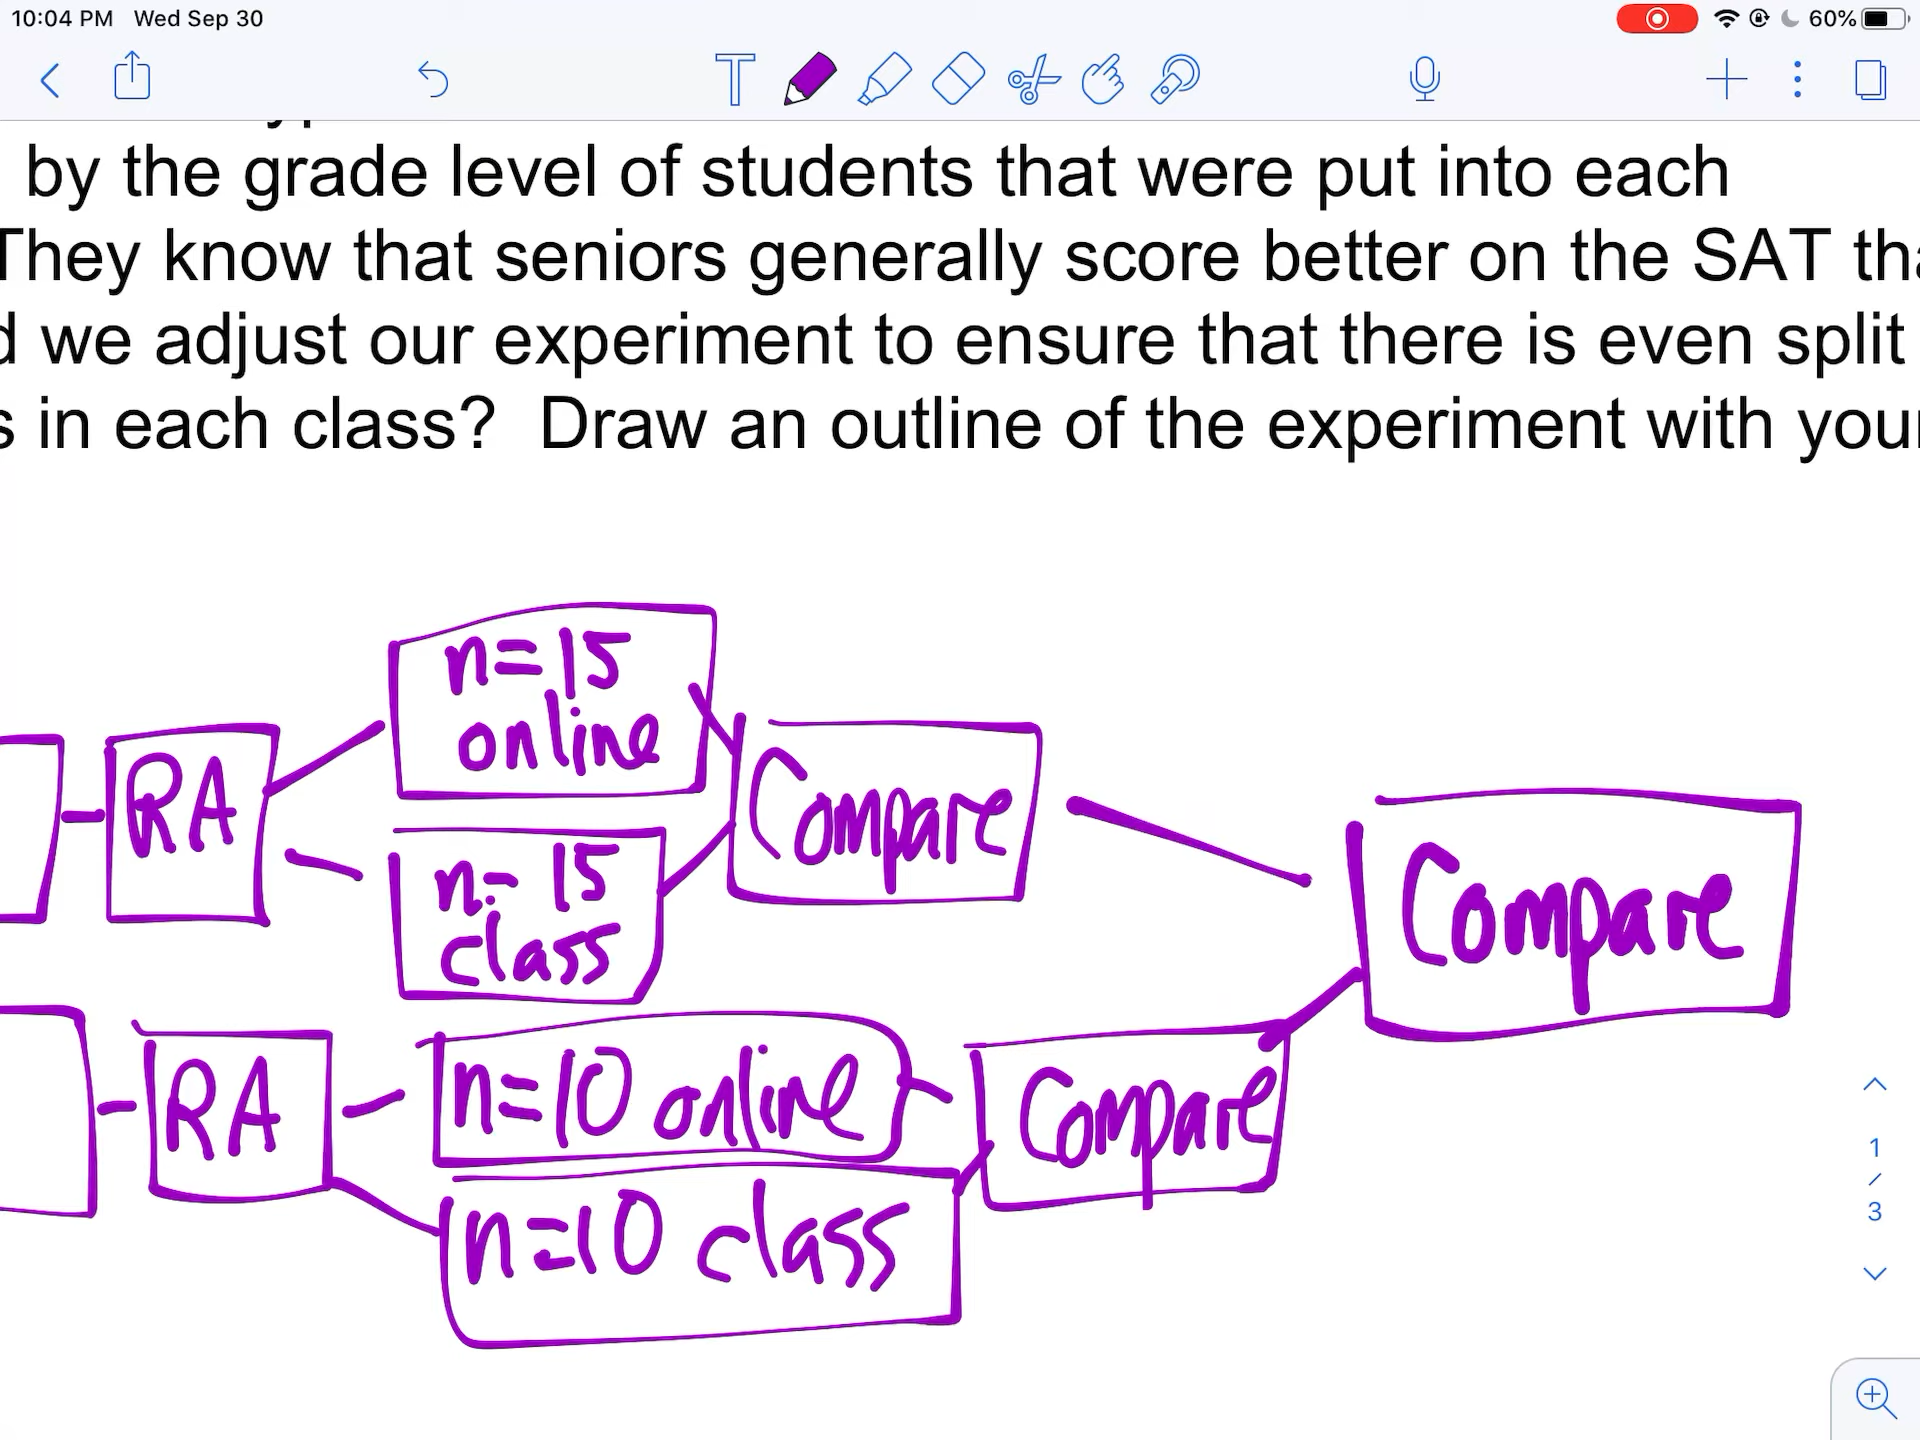 10:04 PM Wed Sep 30
60%
by the grade level of students that were put into each
They know that seniors generally score better on the SAT
we adjust our experiment to ensure that there is even split
in each class? Draw an outline of the experiment with
n=15
online
RA
Compare
n=15
class
Compare
RA
n=10 online
Compare
n=10 class
1
/
3